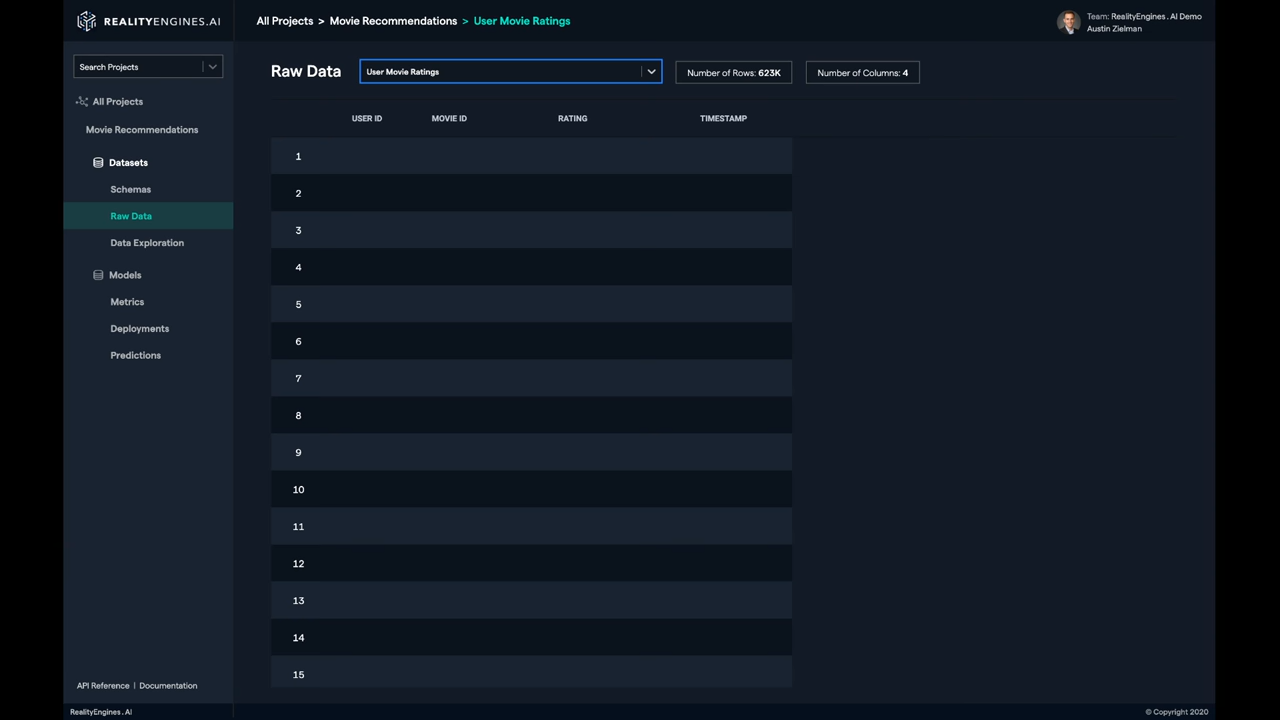 REALITYENGINES.AI
All Projects > Movie Recommendations > User Movie Ratings
Team: RealityEngines.AI Demo
Austin Zielman
Search Projects
All Projects
Movie Recommendations
Datasets
Schemas
Raw Data
Data Exploration
Models
Metrics
Deployments
Predictions
API Reference | Documentation
Raw Data
User Movie Ratings
Number of Rows: 623K
Number of Columns: 4
USER ID MOVIE ID RATING TIMESTAMP
1
2
3
4
5
6
7
8
9
10
11
12
13
14
15
RealityEngines.AI
© Copyright 2020